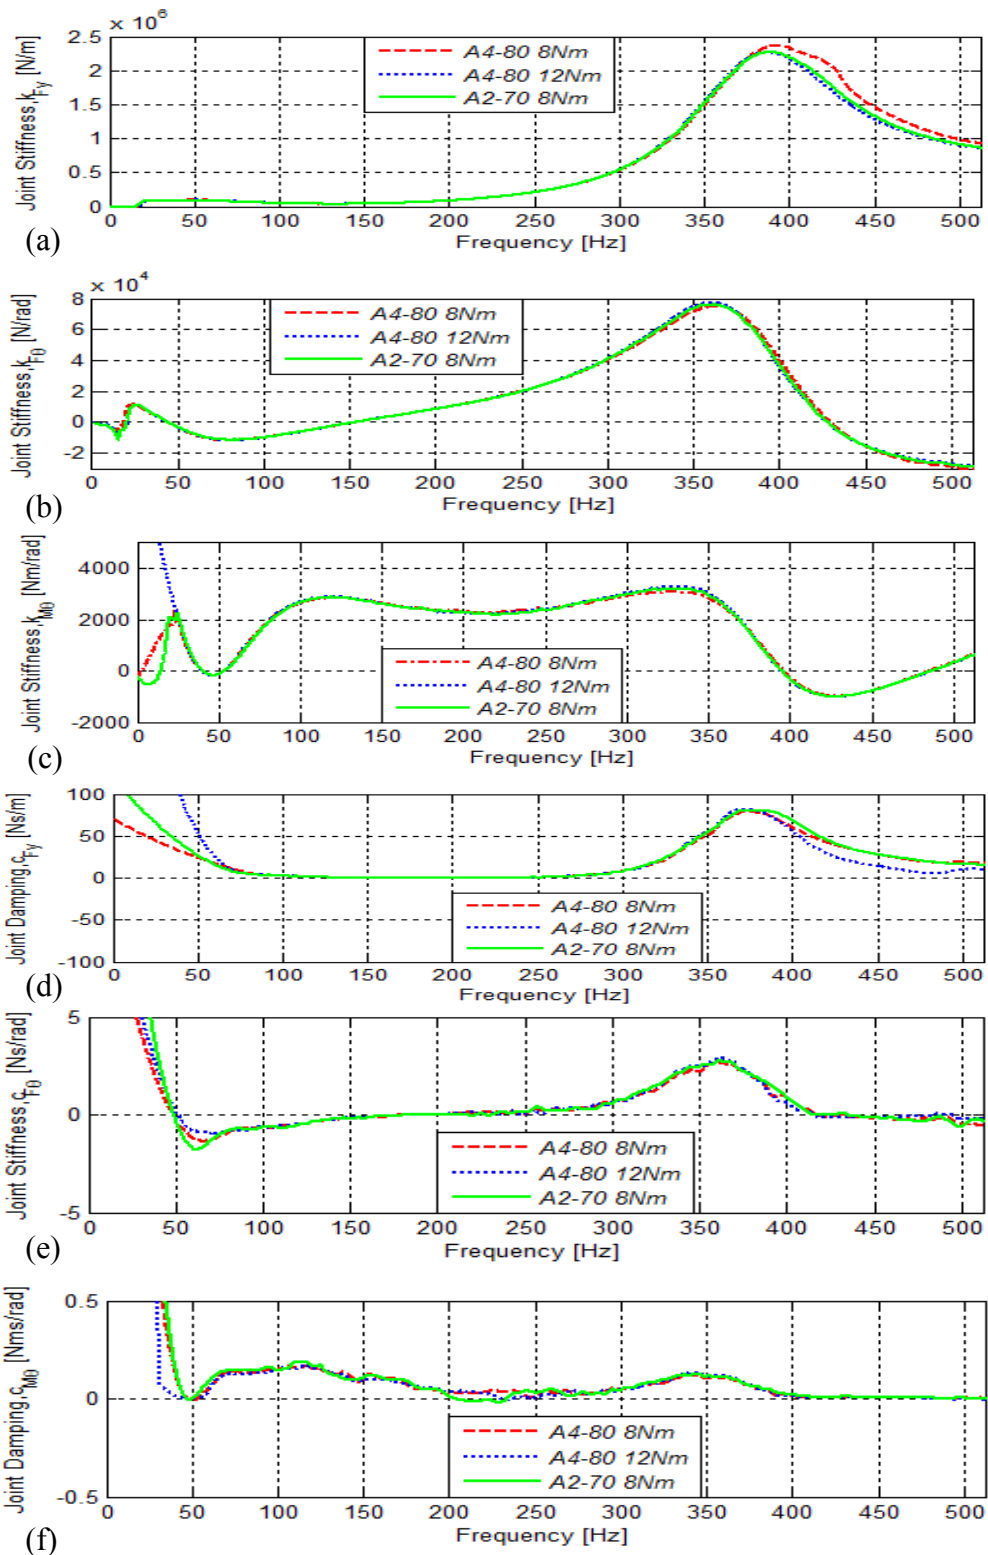 × 10^6
Joint Stiffness,k_Fy [N/m]
2.5
2
1.5
1
0.5
0
A4-80 8Nm
A4-80 12Nm
A2-70 8Nm
0 50 100 150 200 250 300 350 400 450 500
Frequency [Hz]
(a)
× 10^4
Joint Stiffness,k_Fθ [N/rad]
8
6
4
2
0
-2
A4-80 8Nm
A4-80 12Nm
A2-70 8Nm
0 50 100 150 200 250 300 350 400 450 500
Frequency [Hz]
(b)
Joint Stiffness,k_Mθ [Nm/rad]
4000
2000
0
-2000
A4-80 8Nm
A4-80 12Nm
A2-70 8Nm
0 50 100 150 200 250 300 350 400 450 500
Frequency [Hz]
(c)
Joint Damping,c_Fy [Ns/m]
100
50
0
-50
-100
A4-80 8Nm
A4-80 12Nm
A2-70 8Nm
0 50 100 150 200 250 300 350 400 450 500
Frequency [Hz]
(d)
Joint Stiffness,c_Fθ [Ns/rad]
5
0
-5
A4-80 8Nm
A4-80 12Nm
A2-70 8Nm
0 50 100 150 200 250 300 350 400 450 500
Frequency [Hz]
(e)
Joint Damping,c_Mθ [Nms/rad]
0.5
0
-0.5
A4-80 8Nm
A4-80 12Nm
A2-70 8Nm
0 50 100 150 200 250 300 350 400 450 500
Frequency [Hz]
(f)